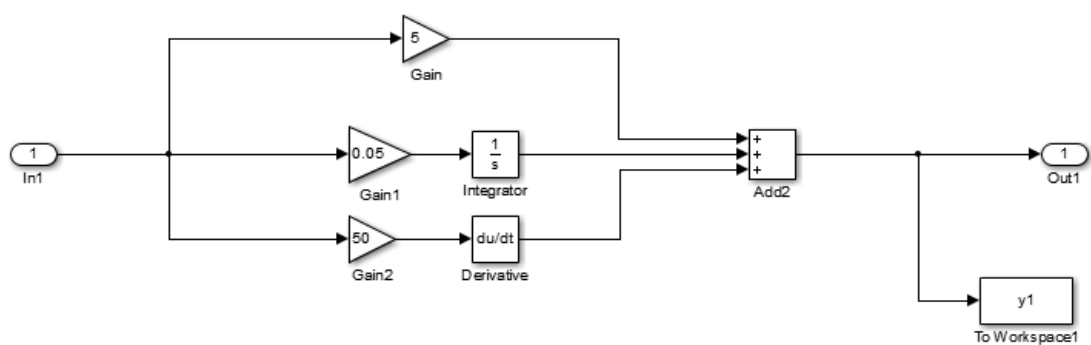 5
Gain
1
In1
0.05
Gain1
1
s
Integrator
+
+
+
Add2
1
Out1
50
Gain2
du/dt
Derivative
y1
To Workspace1